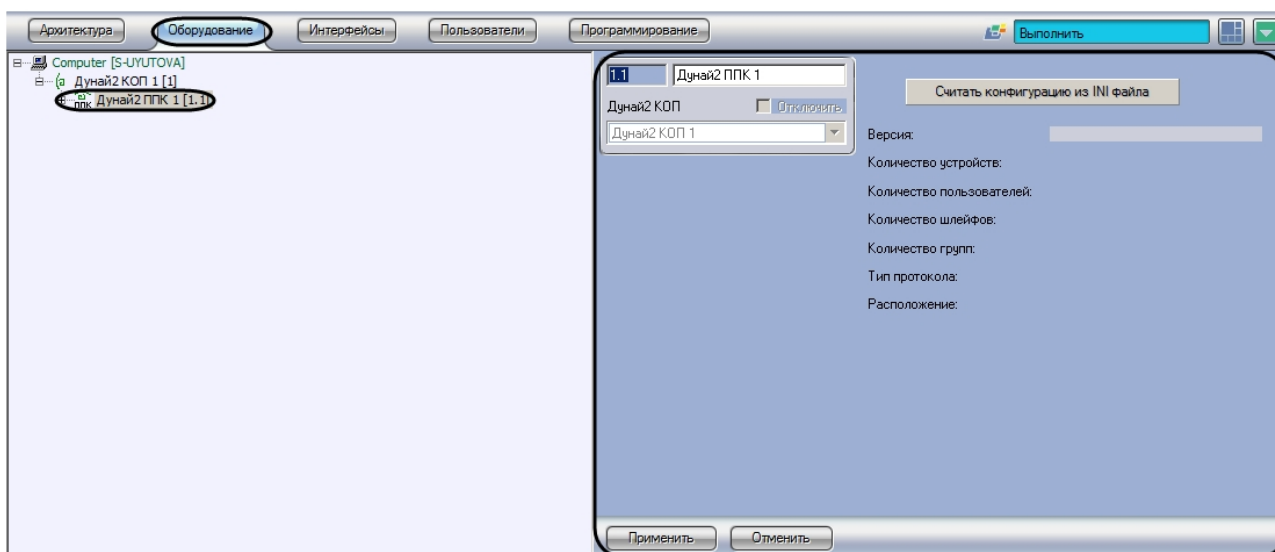 Архитектура Оборудование Интерфейсы Пользователи Программирование Выполнить
Computer [S-UYUTOVA]
Дунай2 КОП 1 [1]
ппк Дунай2 ППК 1 [1.1]
1.1 Дунай2 ППК 1
Дунай2 КОП Отключить
Дунай2 КОП 1
Считать конфигурацию из INI файла
Версия:
Количество устройств:
Количество пользователей:
Количество шлейфов:
Количество групп:
Тип протокола:
Расположение:
Применить Отменить